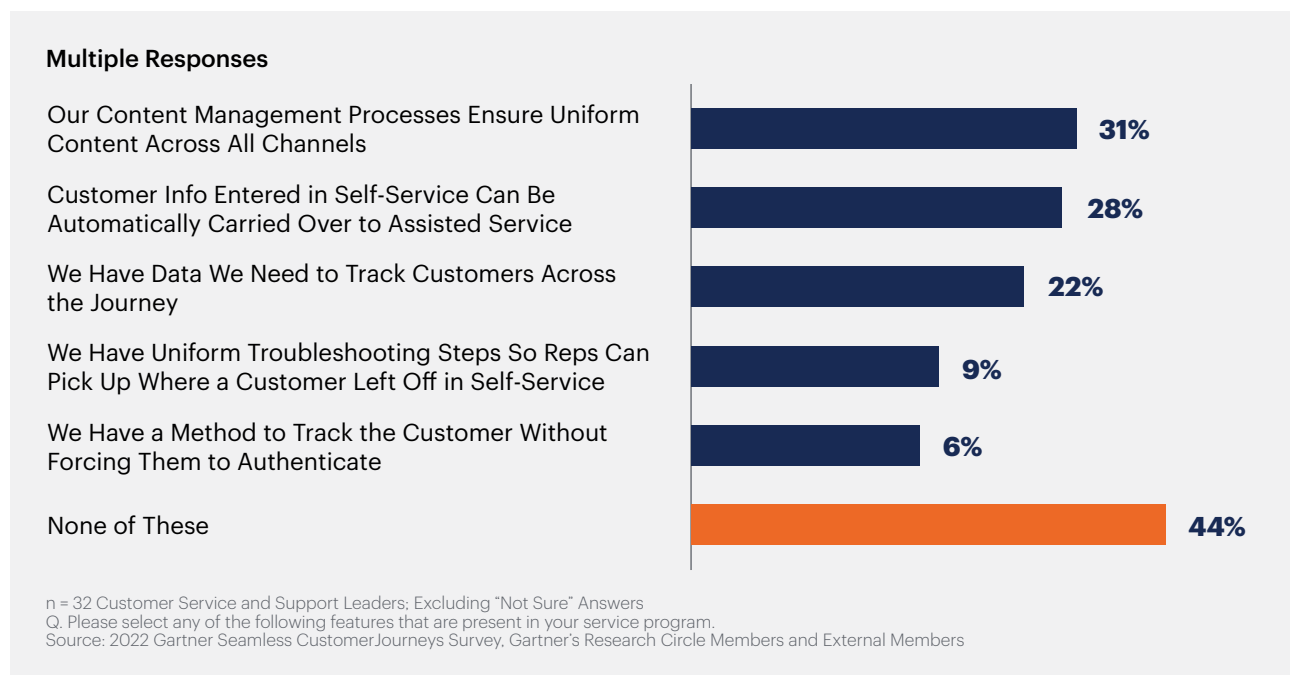 Multiple Responses
Our Content Management Processes Ensure Uniform
Content Across All Channels
31%
Customer Info Entered in Self-Service Can Be
Automatically Carried Over to Assisted Service
28%
We Have Data We Need to Track Customers Across
the Journey
22%
We Have Uniform Troubleshooting Steps So Reps Can
Pick Up Where a Customer Left Off in Self-Service
9%
We Have a Method to Track the Customer Without
Forcing Them to Authenticate
6%
None of These
44%
n = 32 Customer Service and Support Leaders; Excluding “Not Sure” Answers
Q. Please select any of the following features that are present in your service program.
Source: 2022 Gartner Seamless CustomerJourneys Survey, Gartner’s Research Circle Members and External Members